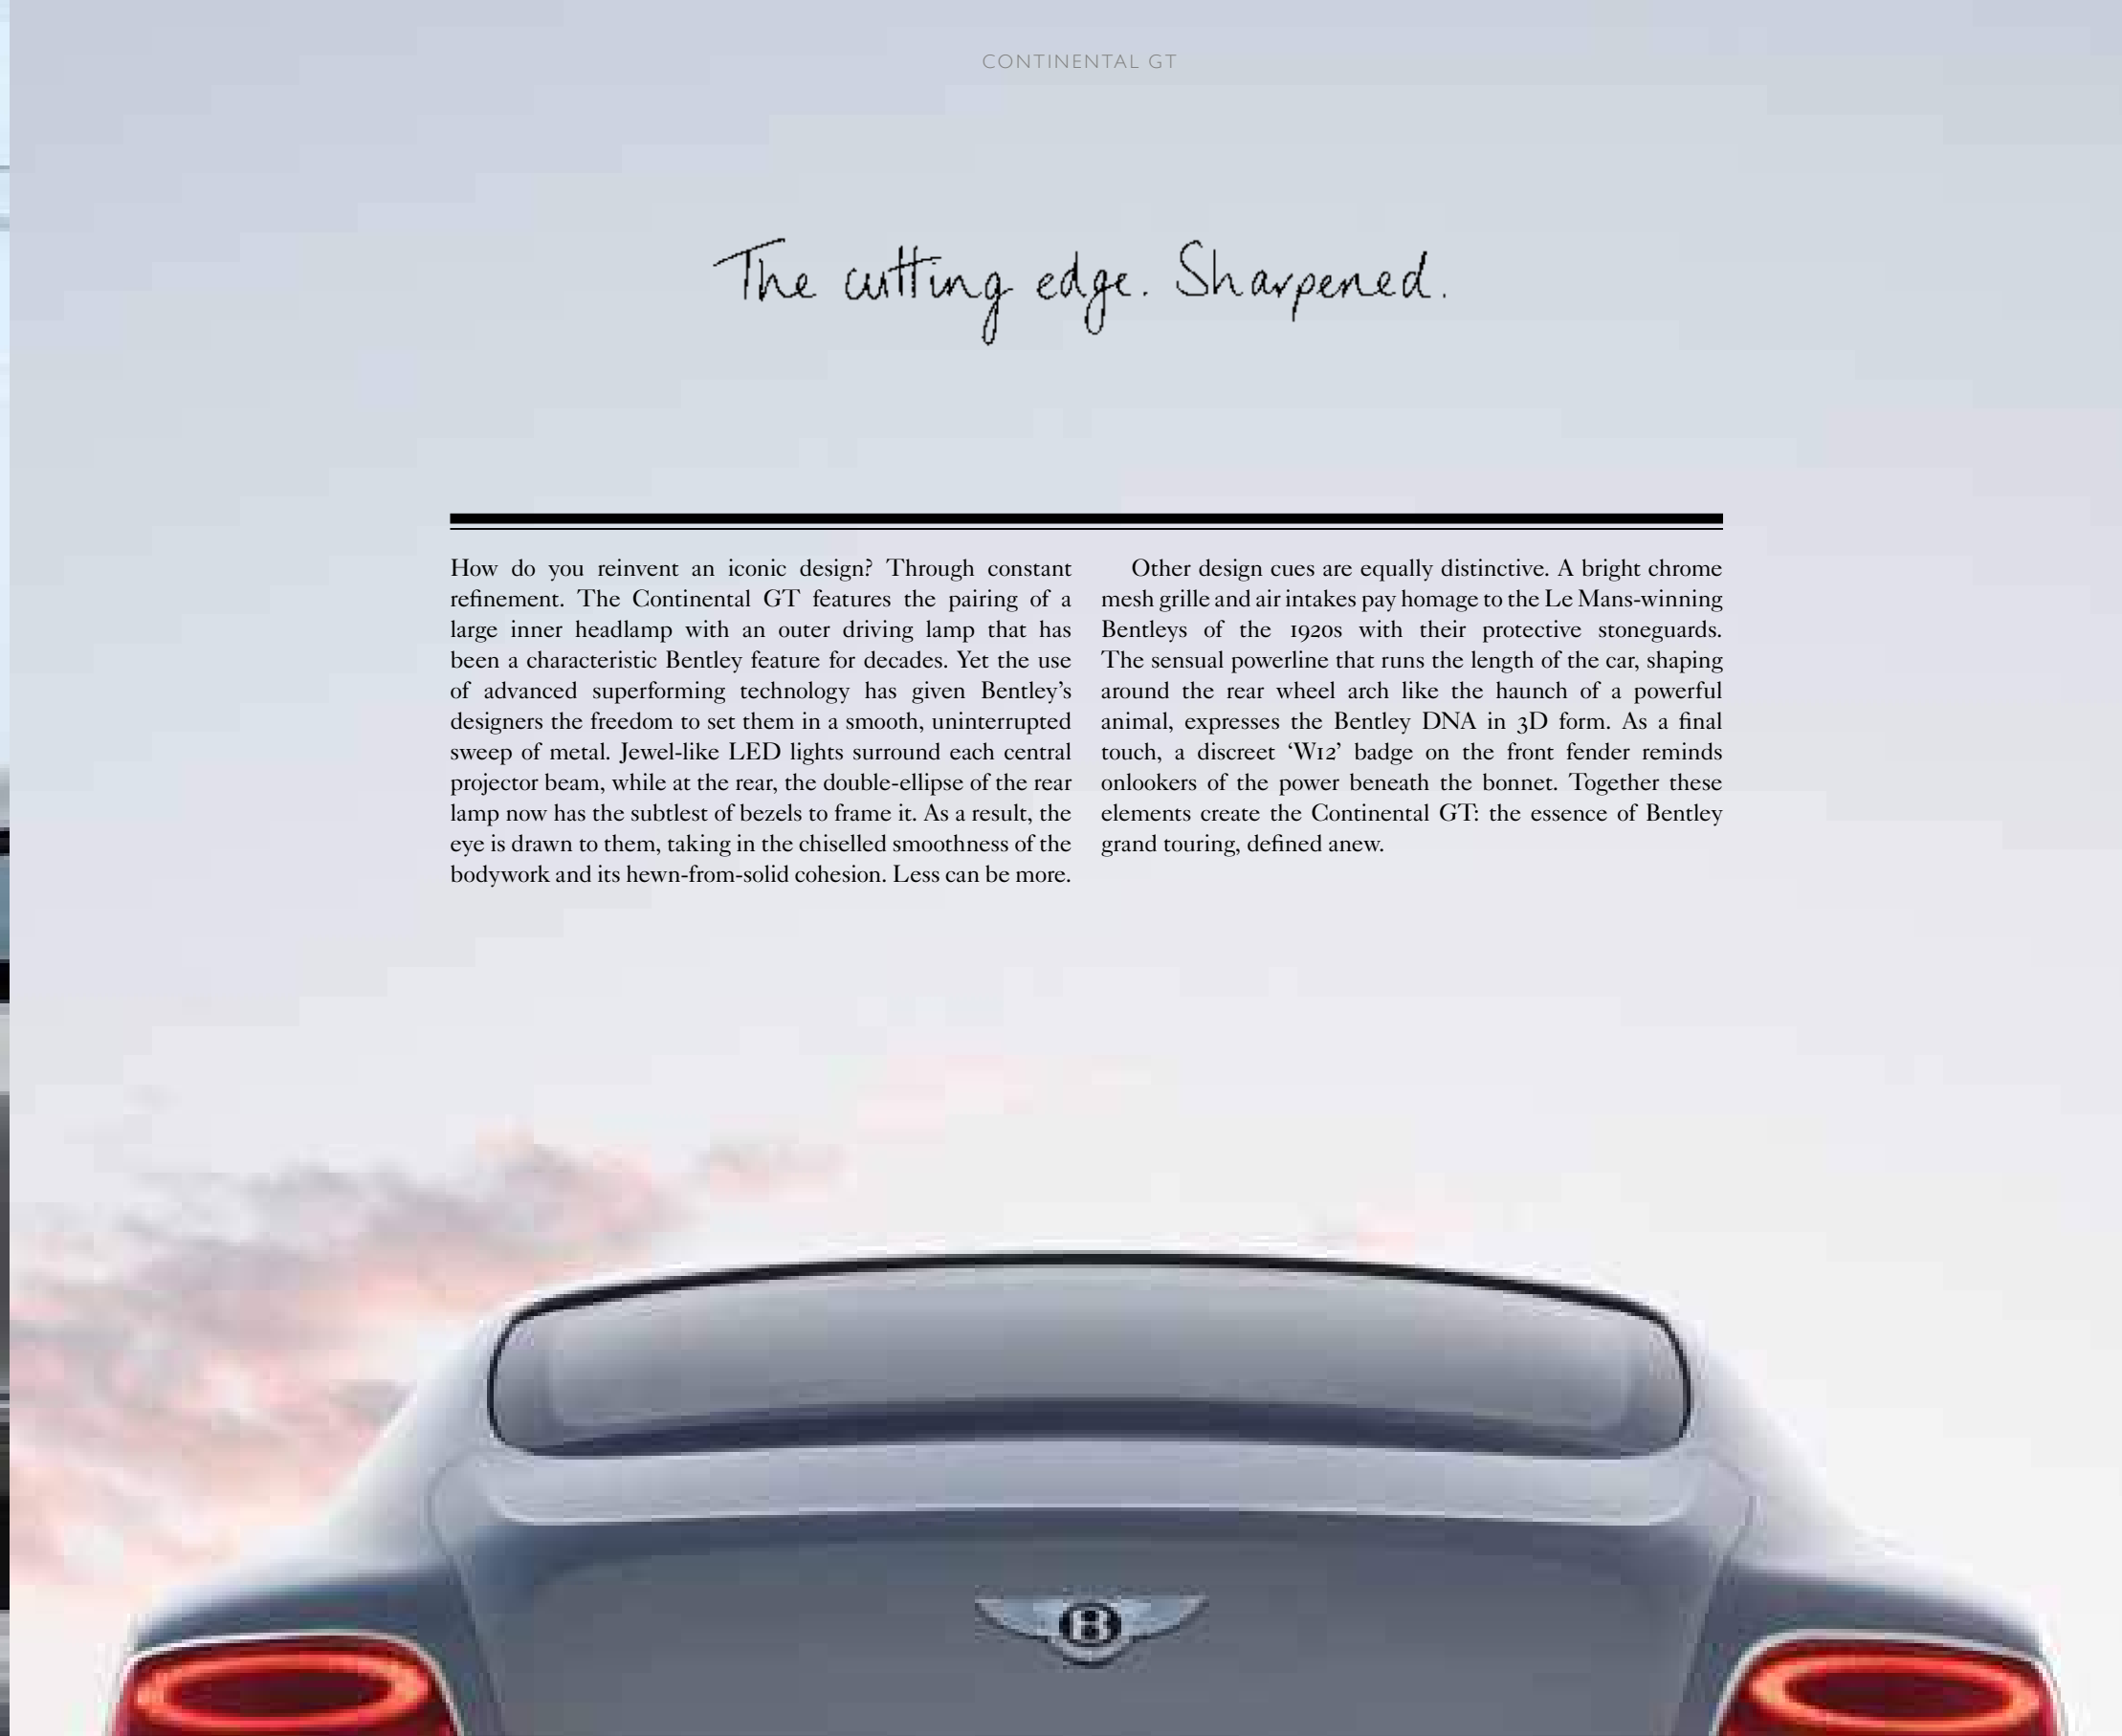 CONTINENTAL GT
The cutting edge. Sharpened.
How do you reinvent an iconic design? Through constant
refinement. The Continental GT features the pairing of a
large inner headlamp with an outer driving lamp that has
been a characteristic Bentley feature for decades. Yet the use
of advanced superforming technology has given Bentley’s
designers the freedom to set them in a smooth, uninterrupted
sweep of metal. Jewel-like LED lights surround each central
projector beam, while at the rear, the double-ellipse of the rear
lamp now has the subtlest of bezels to frame it. As a result, the
eye is drawn to them, taking in the chiselled smoothness of the
bodywork and its hewn-from-solid cohesion. Less can be more.
Other design cues are equally distinctive. A bright chrome
mesh grille and air intakes pay homage to the Le Mans-winning
Bentleys of the 1920s with their protective stoneguards.
The sensual powerline that runs the length of the car, shaping
around the rear wheel arch like the haunch of a powerful
animal, expresses the Bentley DNA in 3D form. As a final
touch, a discreet ‘W12’ badge on the front fender reminds
onlookers of the power beneath the bonnet. Together these
elements create the Continental GT: the essence of Bentley
grand touring, defined anew.
B